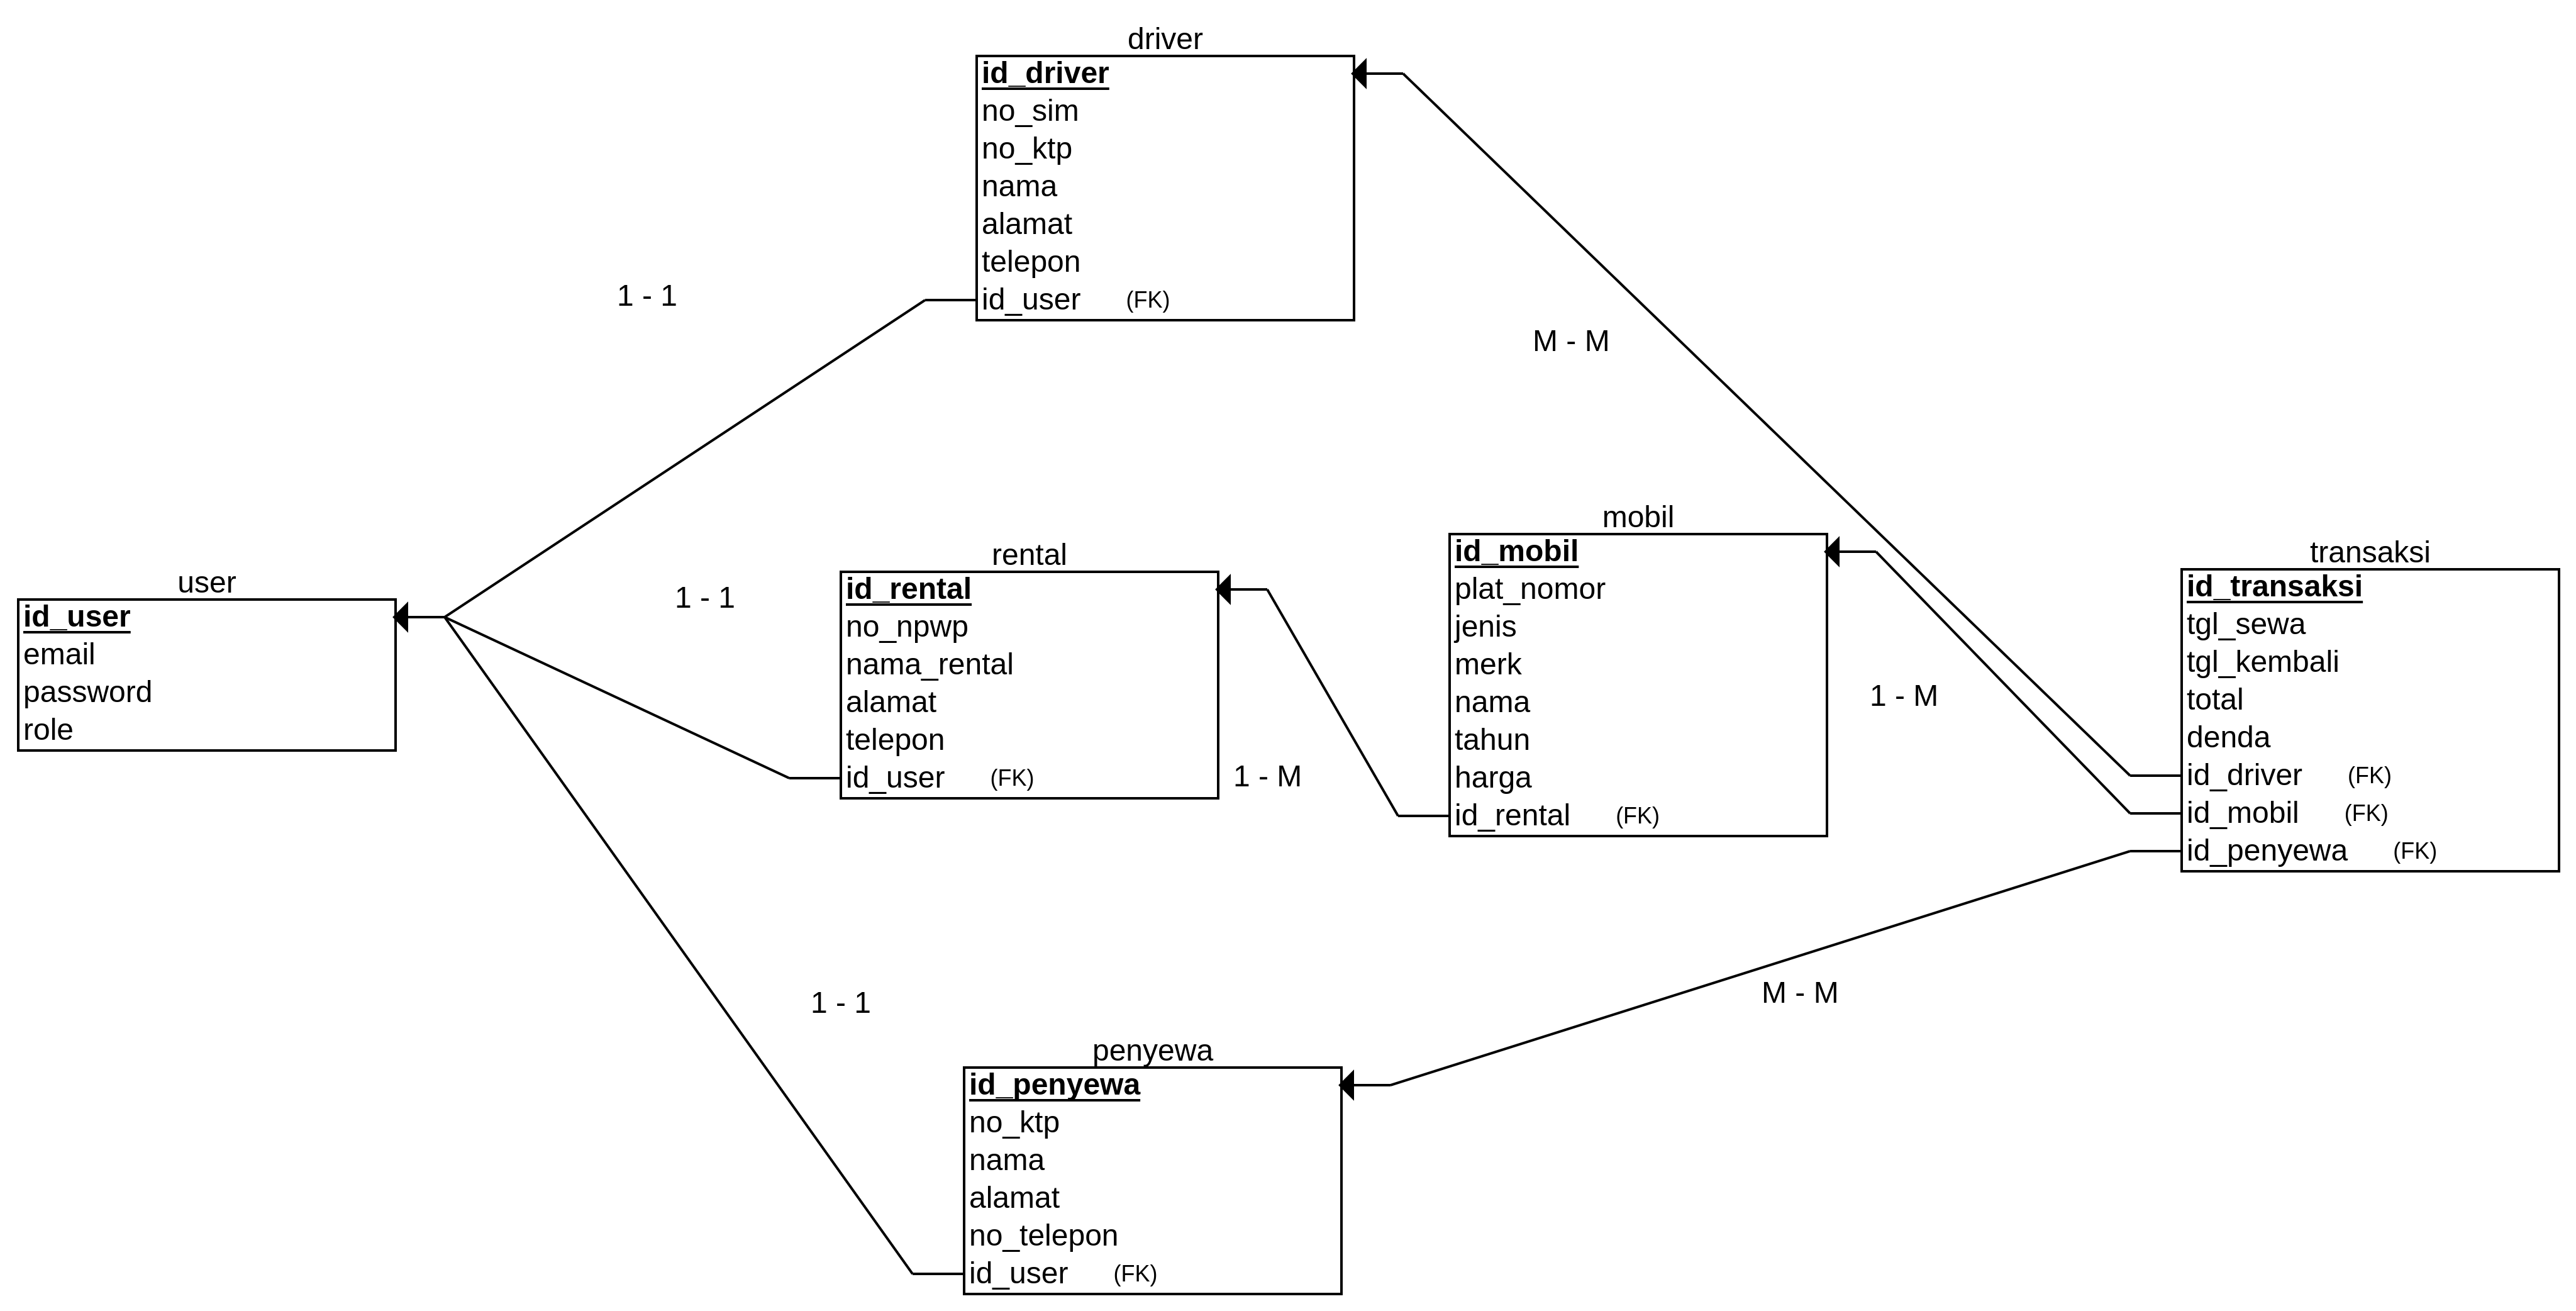 driver
id_driver
no_sim
no_ktp
nama
alamat
telepon
id_user (FK)
1 - 1
M - M
user
id_user
email
password
role
1 - 1
rental
id_rental
no_npwp
nama_rental
alamat
telepon
id_user (FK)
1 - M
mobil
id_mobil
plat_nomor
jenis
merk
nama
tahun
harga
id_rental (FK)
1 - M
transaksi
id_transaksi
tgl_sewa
tgl_kembali
total
denda
id_driver (FK)
id_mobil (FK)
id_penyewa (FK)
1 - 1
M - M
penyewa
id_penyewa
no_ktp
nama
alamat
no_telepon
id_user (FK)